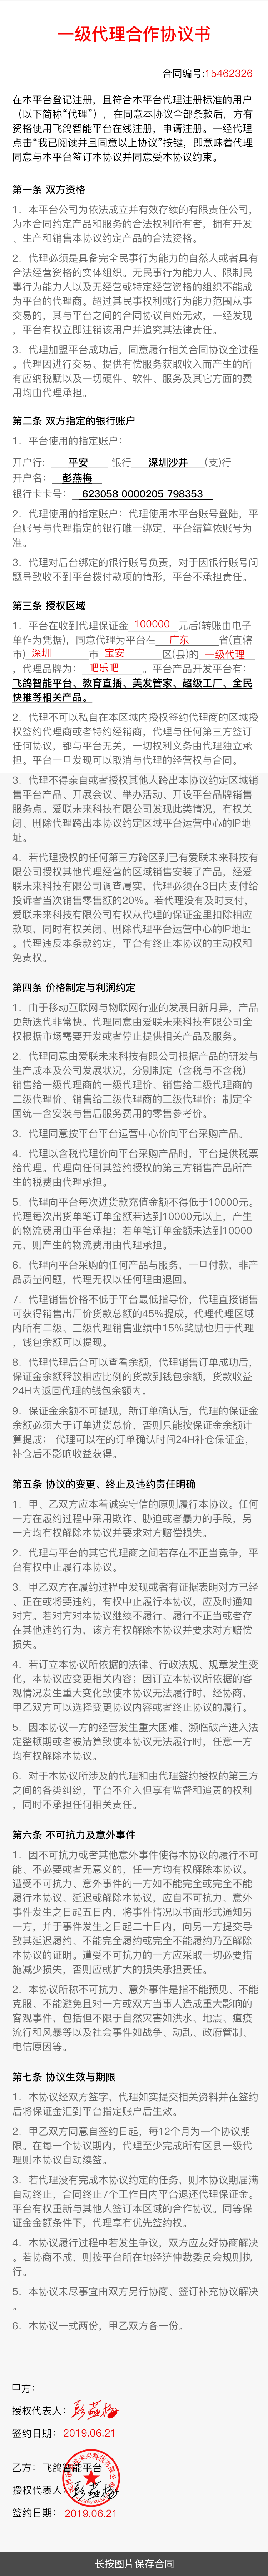 一级代理合作协议书
合同编号:15462326
在本平台登记注册，且符合本平台代理注册标准的用户
（以下简称“代理”），在同意本协议全部条款后，方有
资格使用飞鸽智能平台在线注册，申请注册。一经代理
点击“我已阅读并且同意以上协议”按键，即意味着代理
同意与本平台签订本协议并同意受本协议约束。
第一条 双方资格
1．本平台公司为依法成立并有效存续的有限责任公司，
为本合同约定产品和服务的合法权利所有者，拥有开发
、生产和销售本协议约定产品的合法资格。
2．代理必须是具备完全民事行为能力的自然人或者具有
合法经营资格的实体组织。无民事行为能力人、限制民
事行为能力人以及无经营或特定经营资格的组织不能成
为平台的代理商。超过其民事权利或行为能力范围从事
交易的，其与平台之间的合同协议自始无效，一经发现
，平台有权立即注销该用户并追究其法律责任。
3．代理加盟平台成功后，同意履行相关合同协议全过程
。代理因进行交易、提供有偿服务获取收入而产生的所
有应纳税赋以及一切硬件、软件、服务及其它方面的费
用均由代理承担。
第二条 双方指定的银行账户
1．平台使用的指定账户：
开户行: 平安 银行 深圳沙井 (支)行
开户名： 彭燕梅
银行卡卡号： 623058 0000205 798353
2．代理使用的指定账户：代理使用本平台账号登陆，平
台账号与代理指定的银行唯一绑定，平台结算依账号为
准。
3．代理对后台绑定的银行账号负责，对于因银行账号问
题导致收不到平台拨付款项的情形，平台不承担责任。
第三条 授权区域
1．平台在收到代理保证金 100000 元后(转账由电子
单作为凭据)，同意代理为平台在 广东 省(直辖
市) 深圳 市 宝安 区(县)的 一级代理
，代理品牌为： 吧乐吧 。平台产品开发平台有：
飞鸽智能平台、教育直播、美发管家、超级工厂、全民
快推等相关产品。
2．代理不可以私自在本区域内授权签约代理商的区域授
权签约代理商或者特约经销商，代理与任何第三方签订
任何协议，都与平台无关，一切权利义务由代理独立承
担。平台一旦发现可以取消与代理的经营权与合同。
3．代理不得亲自或者授权其他人跨出本协议约定区域销
售平台产品、开展会议、举办活动、开设平台品牌销售
服务点。爱联未来科技有限公司发现此类情况，有权关
闭、删除代理跨出本协议约定区域平台运营中心的IP地
址。
4．若代理授权的任何第三方跨区到已有爱联未来科技有
限公司授权其他代理经营的区域销售安装了产品，经爱
联未来科技有限公司调查属实，代理必须在3日内支付给
投诉者当次销售零售额的20%。若代理没有及时支付，
爱联未来科技有限公司有权从代理的保证金里扣除相应
款项，同时有权关闭、删除代理平台运营中心的IP地址
。代理违反本条款约定，平台有终止本协议的主动权和
免责权。
第四条 价格制定与利润约定
1．由于移动互联网与物联网行业的发展日新月异，产品
更新迭代非常快。代理同意由爱联未来科技有限公司全
权根据市场需要开发或者停止提供相关产品及服务。
2．代理同意由爱联未来科技有限公司根据产品的研发与
生产成本及公司发展状况，分别制定（含税与不含税）
销售给一级代理商的一级代理价、销售给二级代理商的
二级代理价、销售给三级代理商的三级代理价；制定全
国统一含安装与售后服务费用的零售参考价。
3．代理同意按平台平台运营中心价向平台采购产品。
4．代理以含税代理价向平台采购产品时，平台提供税票
给代理。代理向任何其签约授权的第三方销售产品所产
生的税费由代理承担。
5．代理向平台每次进货款充值金额不得低于10000元。
代理每次出货单笔订单金额若达到10000元以上，产生
的物流费用由平台承担；若单笔订单金额未达到10000
元，则产生的物流费用由代理承担。
6．代理向平台采购的任何产品与服务，一旦付款，非产
品质量问题，代理无权以任何理由退回。
7．代理销售价格不低于平台最低指导价，代理直接销售
可获得销售出厂价货款总额的45%提成，代理代理区域
内所有二级、三级代理销售业绩中15%奖励也归于代理
，钱包余额可以提现。
8．代理代理后台可以查看余额，代理销售订单成功后，
保证金余额释放相应比例的货款到钱包余额，货款收益
24H内返回代理的钱包余额内。
9．保证金余额不可提现，新订单确认后，代理的保证金
余额必须大于订单进货总价，否则只能按保证金余额计
算提成； 代理可以在的订单确认时间24H补仓保证金，
补仓后不影响收益获得。
第五条 协议的变更、终止及违约责任明确
1．甲、乙双方应本着诚实守信的原则履行本协议。任何
一方在履约过程中采用欺诈、胁迫或者暴力的手段，另
一方均有权解除本协议并要求对方赔偿损失。
2．代理与平台的其它代理商之间若存在不正当竞争，平
台有权中止履行本协议。
3．甲乙双方在履约过程中发现或者有证据表明对方已经
、正在或将要违约，有权中止履行本协议，应及时通知
对方。若对方对本协议继续不履行、履行不正当或者存
在其他违约行为，该方有权解除本协议并要求对方赔偿
损失。
4．若订立本协议所依据的法律、行政法规、规章发生变
化，本协议应变更相关内容；因订立本协议所依据的客
观情况发生重大变化致使本协议无法履行时，经协商，
甲乙双方可以选择变更协议内容或者终止协议的履行。
5．因本协议一方的经营发生重大困难、濒临破产进入法
定整顿期或者被清算致使本协议无法履行时，任意一方
均有权解除本协议。
6．对于本协议所涉及的代理和由代理签约授权的第三方
之间的各类纠纷，平台不介入但享有监督和追责的权利
，同时不承担任何相关责任。
第六条 不可抗力及意外事件
1．因不可抗力或者其他意外事件使得本协议的履行不可
能、不必要或者无意义的，任一方均有权解除本协议。
遭受不可抗力、意外事件的一方如不能完全或完全不能
履行本协议、延迟或解除本协议，应自不可抗力、意外
事件发生之日起五日内，将事件情况以书面形式通知另
一方，并于事件发生之日起二十日内，向另一方提交导
致其延迟履约、不能完全履约或完全不能履约乃至解除
本协议的证明。遭受不可抗力的一方应采取一切必要措
施减少损失，否则应就扩大的损失承担责任。
2．本协议所称不可抗力、意外事件是指不能预见、不能
克服、不能避免且对一方或双方当事人造成重大影响的
客观事件，包括但不限于自然灾害如洪水、地震、瘟疫
流行和风暴等以及社会事件如战争、动乱、政府管制、
电信原因等。
第七条 协议生效与期限
1．本协议经双方签字，代理如实提交相关资料并在签约
后将保证金汇到平台指定账户后生效。
2．甲乙双方同意自签约日起，每12个月为一个协议期
限。在每一个协议期内，代理至少完成所有区县一级代
理则本协议自动续签。
3．若代理没有完成本协议约定的任务，则本协议期届满
自动终止，合同终止7个工作日内平台退还代理保证金。
平台有权重新与其他人签订本区域的合作协议。同等保
证金金额条件下，代理享有优先签约权。
4．本协议履行过程中若发生争议，双方应友好协商解决
。若协商不成，则按平台所在地经济仲裁委员会规则执
行。
5．本协议未尽事宜由双方另行协商、签订补充协议解决
。
6．本协议一式两份，甲乙双方各一份。
甲方：
授权代表人： 彭燕梅
签约日期： 2019.06.21
乙方： 飞鸽智能平台
授权代表人： 彭燕梅
签约日期： 2019.06.21
长按图片保存合同